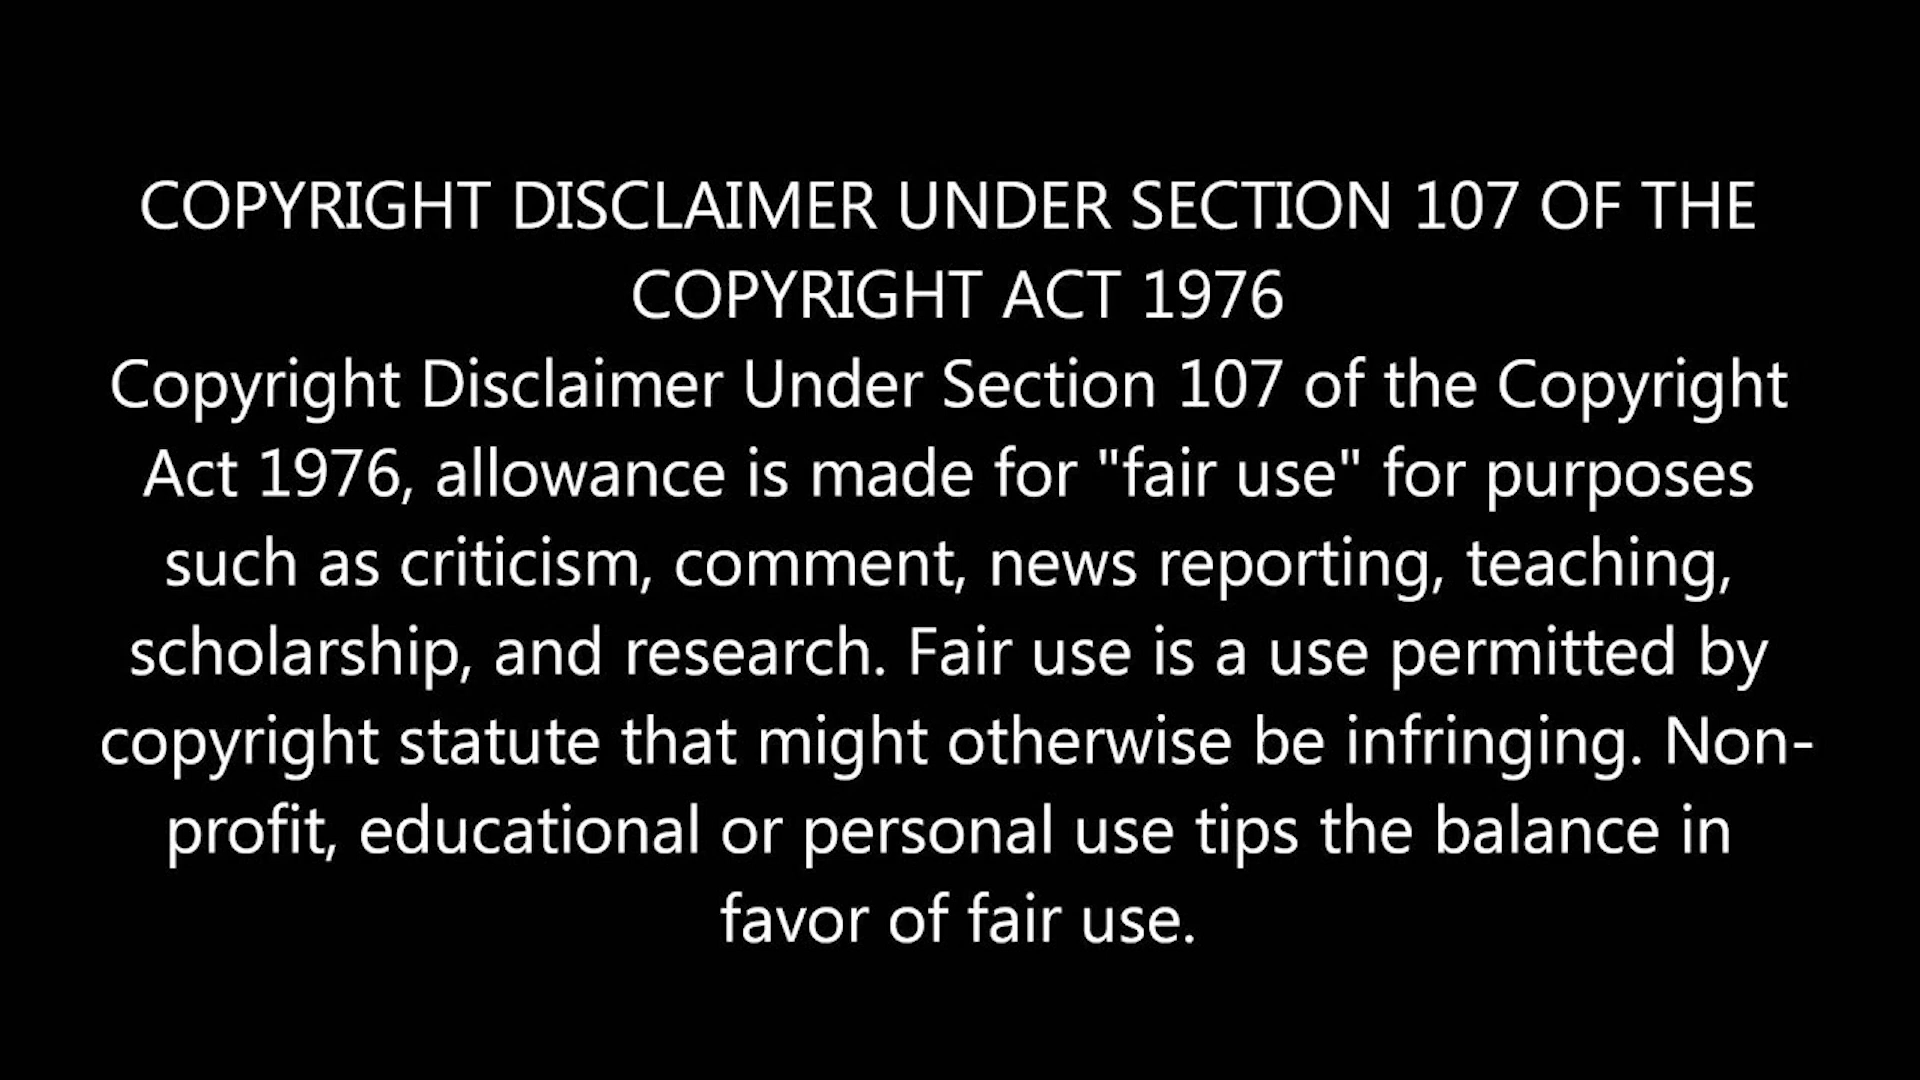 COPYRIGHT DISCLAIMER UNDER SECTION 107 OF THE
COPYRIGHT ACT 1976
Copyright Disclaimer Under Section 107 of the Copyright
Act 1976, allowance is made for "fair use" for purposes
such as criticism, comment, news reporting, teaching,
scholarship, and research. Fair use is a use permitted by
copyright statute that might otherwise be infringing. Non-
profit, educational or personal use tips the balance in
favor of fair use.